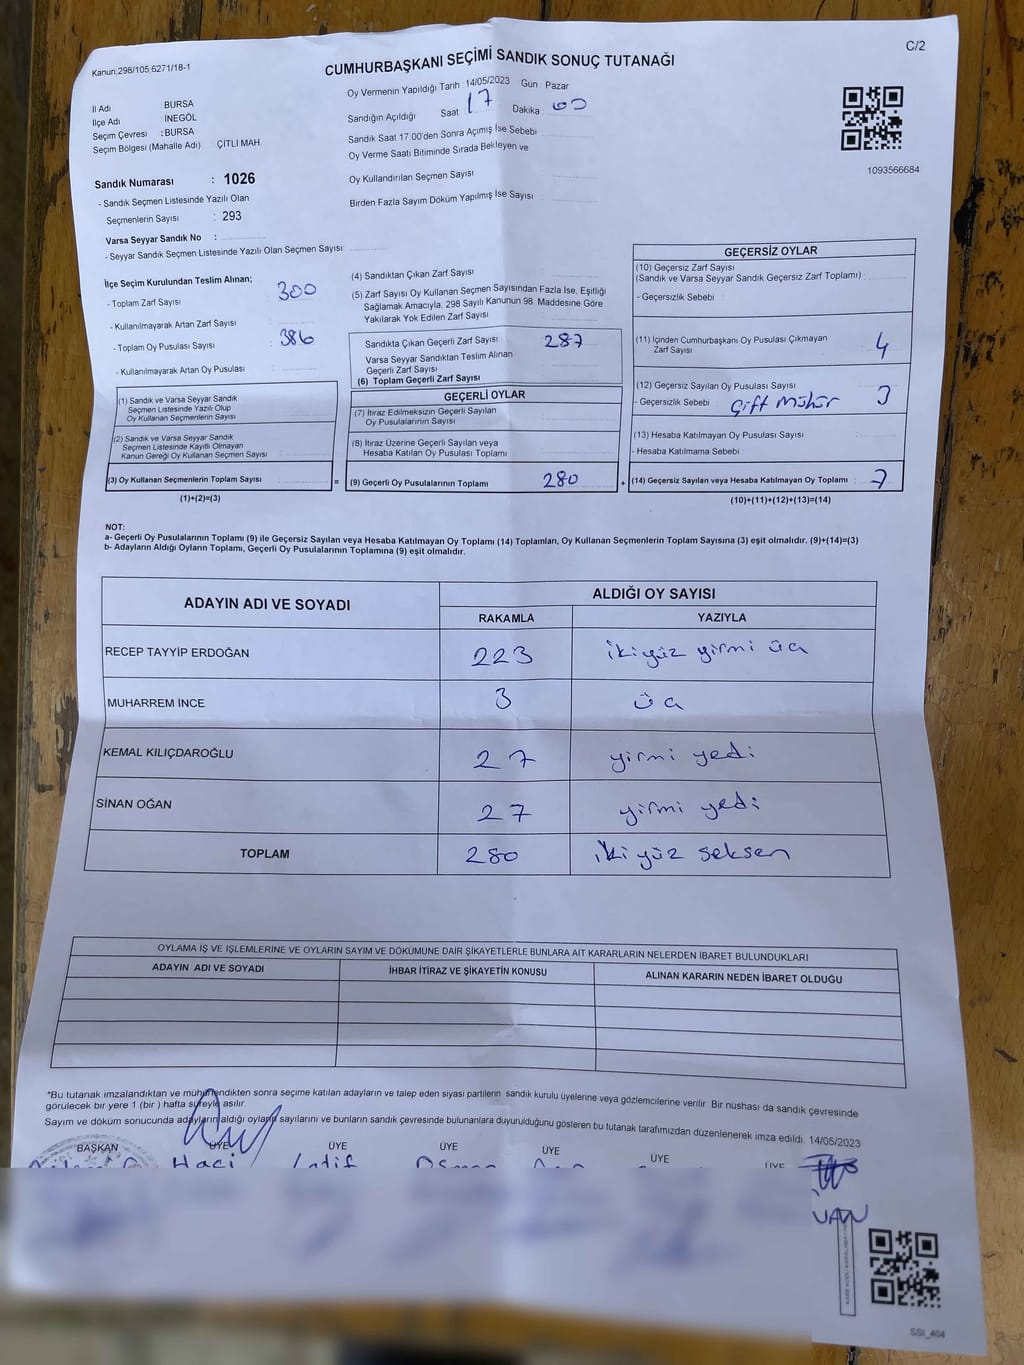 Kanun:298/105;6271/18-1
CUMHURBAŞKANI SEÇİMİ SANDIK SONUÇ TUTANAĞI
C/2
İl Adı BURSA
İlçe Adı : İNEGÖL
Seçim Çevresi : BURSA
Seçim Bölgesi (Mahalle Adı) ÇİTLİ MAH.
Oy Vermenin Yapıldığı Tarih 14/05/2023 Gün Pazar
Sandığın Açıldığı Saat 17 Dakika : 00
Sandık Saat 17.00'den Sonra Açımış İse Sebebi
Oy Verme Saati Bitiminde Sırada Bekleyen ve
Oy Kullandırılan Seçmen Sayısı
Birden Fazla Sayım Döküm Yapılmış İse Sayısı
1093566684
Sandık Numarası : 1026
- Sandık Seçmen Listesinde Yazılı Olan
Seçmenlerin Sayısı : 293
Varsa Seyyar Sandık No :
- Seyyar Sandık Seçmen Listesinde Yazılı Olan Seçmen Sayısı:
İlçe Seçim Kurulundan Teslim Alınan;
- Toplam Zarf Sayısı : 300
- Kullanılmayarak Artan Zarf Sayısı
- Toplam Oy Pusulası Sayısı : 386
- Kullanılmayarak Artan Oy Pusulası
(1) Sandık ve Varsa Seyyar Sandık
Seçmen Listesinde Yazılı Olup
Oy Kullanan Seçmenlerin Sayısı
(2) Sandık ve Varsa Seyyar Sandık
Seçmen Listesinde Kayıtlı Olmayan
Kanun Gereği Oy Kullanan Seçmen Sayısı :
(3) Oy Kullanan Seçmenlerin Toplam Sayısı =
(1)+(2)=(3)
(4) Sandıktan Çıkan Zarf Sayısı
(5) Zarf Sayısı Oy Kullanan Seçmen Sayısından Fazla İse, Eşitliği
Sağlamak Amacıyla, 298 Sayılı Kanunun 98. Maddesine Göre
Yakılarak Yok Edilen Zarf Sayısı
Sandıkta Çıkan Geçerli Zarf Sayısı 287
Varsa Seyyar Sandıktan Teslim Alınan
Geçerli Zarf Sayısı
(6) Toplam Geçerli Zarf Sayısı
GEÇERLİ OYLAR
(7) İtiraz Edilmeksizin Geçerli Sayılan
Oy Pusulalarının Sayısı
(8) İtiraz Üzerine Geçerli Sayılan veya
Hesaba Katılan Oy Pusulası Toplamı
(9) Geçerli Oy Pusulalarının Toplamı 280 +
GEÇERSİZ OYLAR
(10) Geçersiz Zarf Sayısı
(Sandık ve Varsa Seyyar Sandık Geçersiz Zarf Toplamı) :
- Geçersizlik Sebebi
(11) İçinden Cumhurbaşkanı Oy Pusulası Çıkmayan
Zarf Sayısı 4
(12) Geçersiz Sayılan Oy Pusulası Sayısı 3
- Geçersizlik Sebebi : Çift Mühür
(13) Hesaba Katılmayan Oy Pusulası Sayısı
- Hesaba Katılmama Sebebi :
(14) Geçersiz Sayılan veya Hesaba Katılmayan Oy Toplamı : 7
(10)+(11)+(12)+(13)=(14)
NOT:
a- Geçerli Oy Pusulalarının Toplamı (9) ile Geçersiz Sayılan veya Hesaba Katılmayan Oy Toplamı (14) Toplamları, Oy Kullanan Seçmenlerin Toplam Sayısına (3) eşit olmalıdır. (9)+(14)=(3)
b- Adayların Aldığı Oyların Toplamı, Geçerli Oy Pusulalarının Toplamına (9) eşit olmalıdır.
ADAYIN ADI VE SOYADI ALDIĞI OY SAYISI
RAKAMLA YAZIYLA
RECEP TAYYİP ERDOĞAN 223 ikiyüz yirmi üç
MUHARREM İNCE 3 üç
KEMAL KILIÇDAROĞLU 27 yirmi yedi
SİNAN OĞAN 27 yirmi yedi
TOPLAM 280 iki yüz seksen
OYLAMA İŞ VE İŞLEMLERİNE VE OYLARIN SAYIM VE DÖKÜMÜNE DAİR ŞİKAYETLERLE BUNLARA AİT KARARLARIN NELERDEN İBARET BULUNDUKLARI
ADAYIN ADI VE SOYADI İHBAR İTİRAZ VE ŞİKAYETİN KONUSU ALINAN KARARIN NEDEN İBARET OLDUĞU
*Bu tutanak imzalandıktan ve mühürlendikten sonra seçime katılan adayların ve talep eden siyasi partilerin sandık kurulu üyelerine veya gözlemcilerine verilir. Bir nüshası da sandık çevresinde
görülecek bir yere 1 (bir) hafta süreyle asılır.
Sayım ve döküm sonucunda adayların aldığı oyların sayılarını ve bunların sandık çevresinde bulunanlara duyurulduğunu gösteren bu tutanak tarafımızdan düzenlenerek imza edildi. 14/05/2023
BAŞKAN ÜYE ÜYE ÜYE ÜYE ÜYE ÜYE
Haci Latif Osman
SSI_404